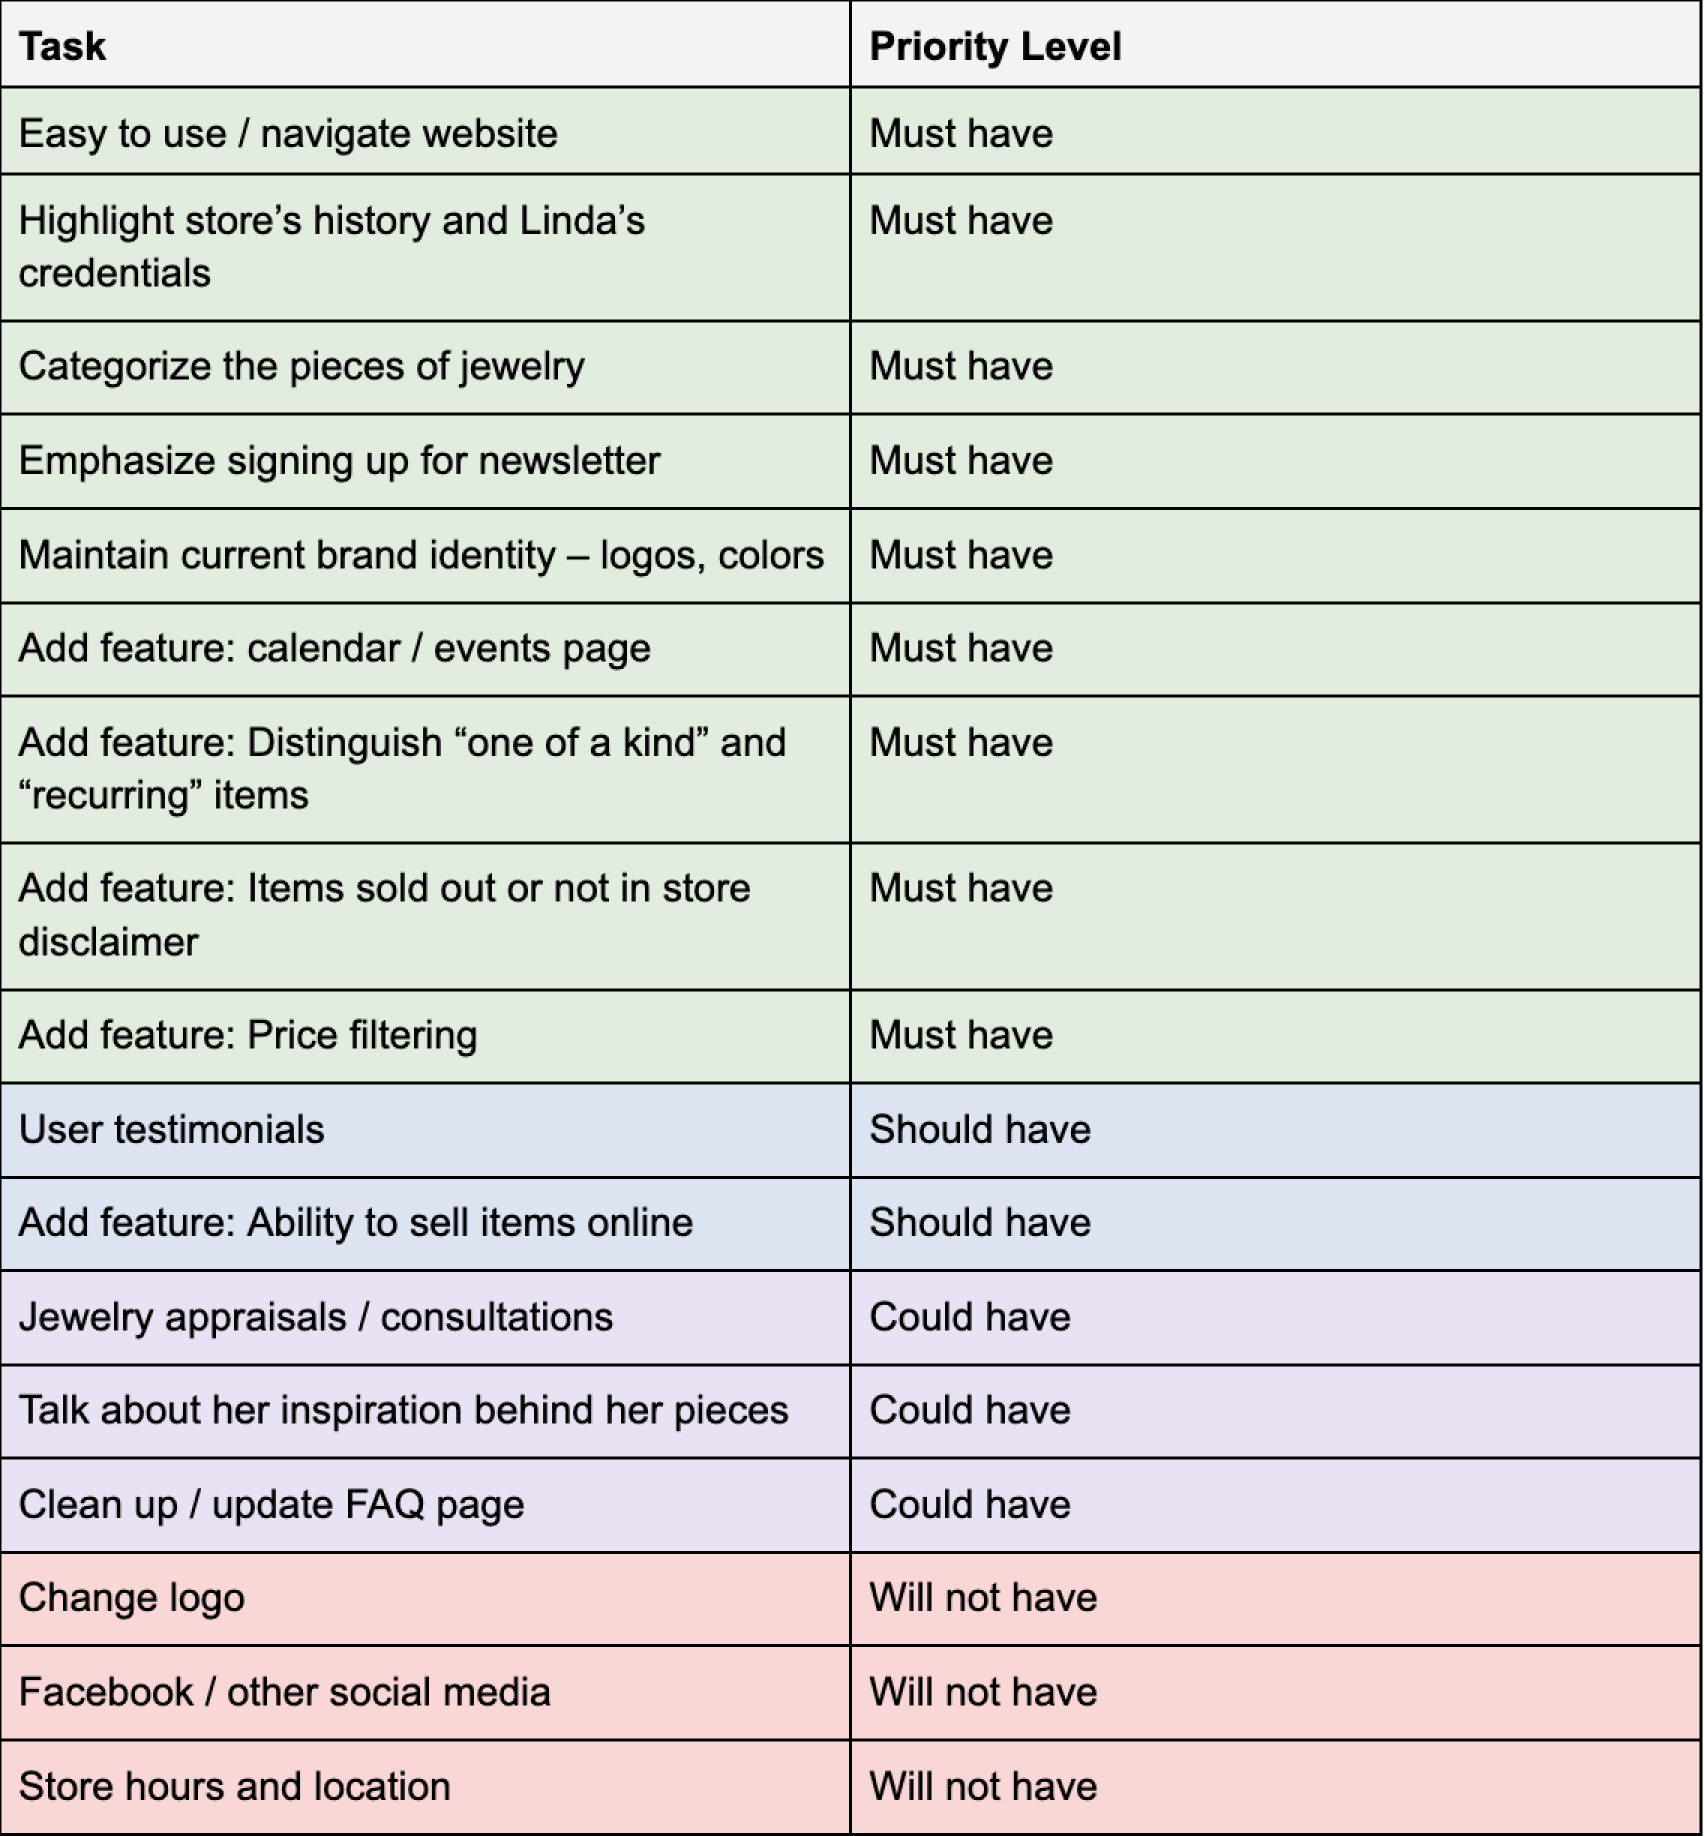 Task Priority Level
Easy to use / navigate website Must have
Highlight store’s history and Linda’s Must have
credentials
Categorize the pieces of jewelry Must have
Emphasize signing up for newsletter Must have
Maintain current brand identity – logos, colors Must have
Add feature: calendar / events page Must have
Add feature: Distinguish “one of a kind” and Must have
“recurring” items
Add feature: Items sold out or not in store Must have
disclaimer
Add feature: Price filtering Must have
User testimonials Should have
Add feature: Ability to sell items online Should have
Jewelry appraisals / consultations Could have
Talk about her inspiration behind her pieces Could have
Clean up / update FAQ page Could have
Change logo Will not have
Facebook / other social media Will not have
Store hours and location Will not have